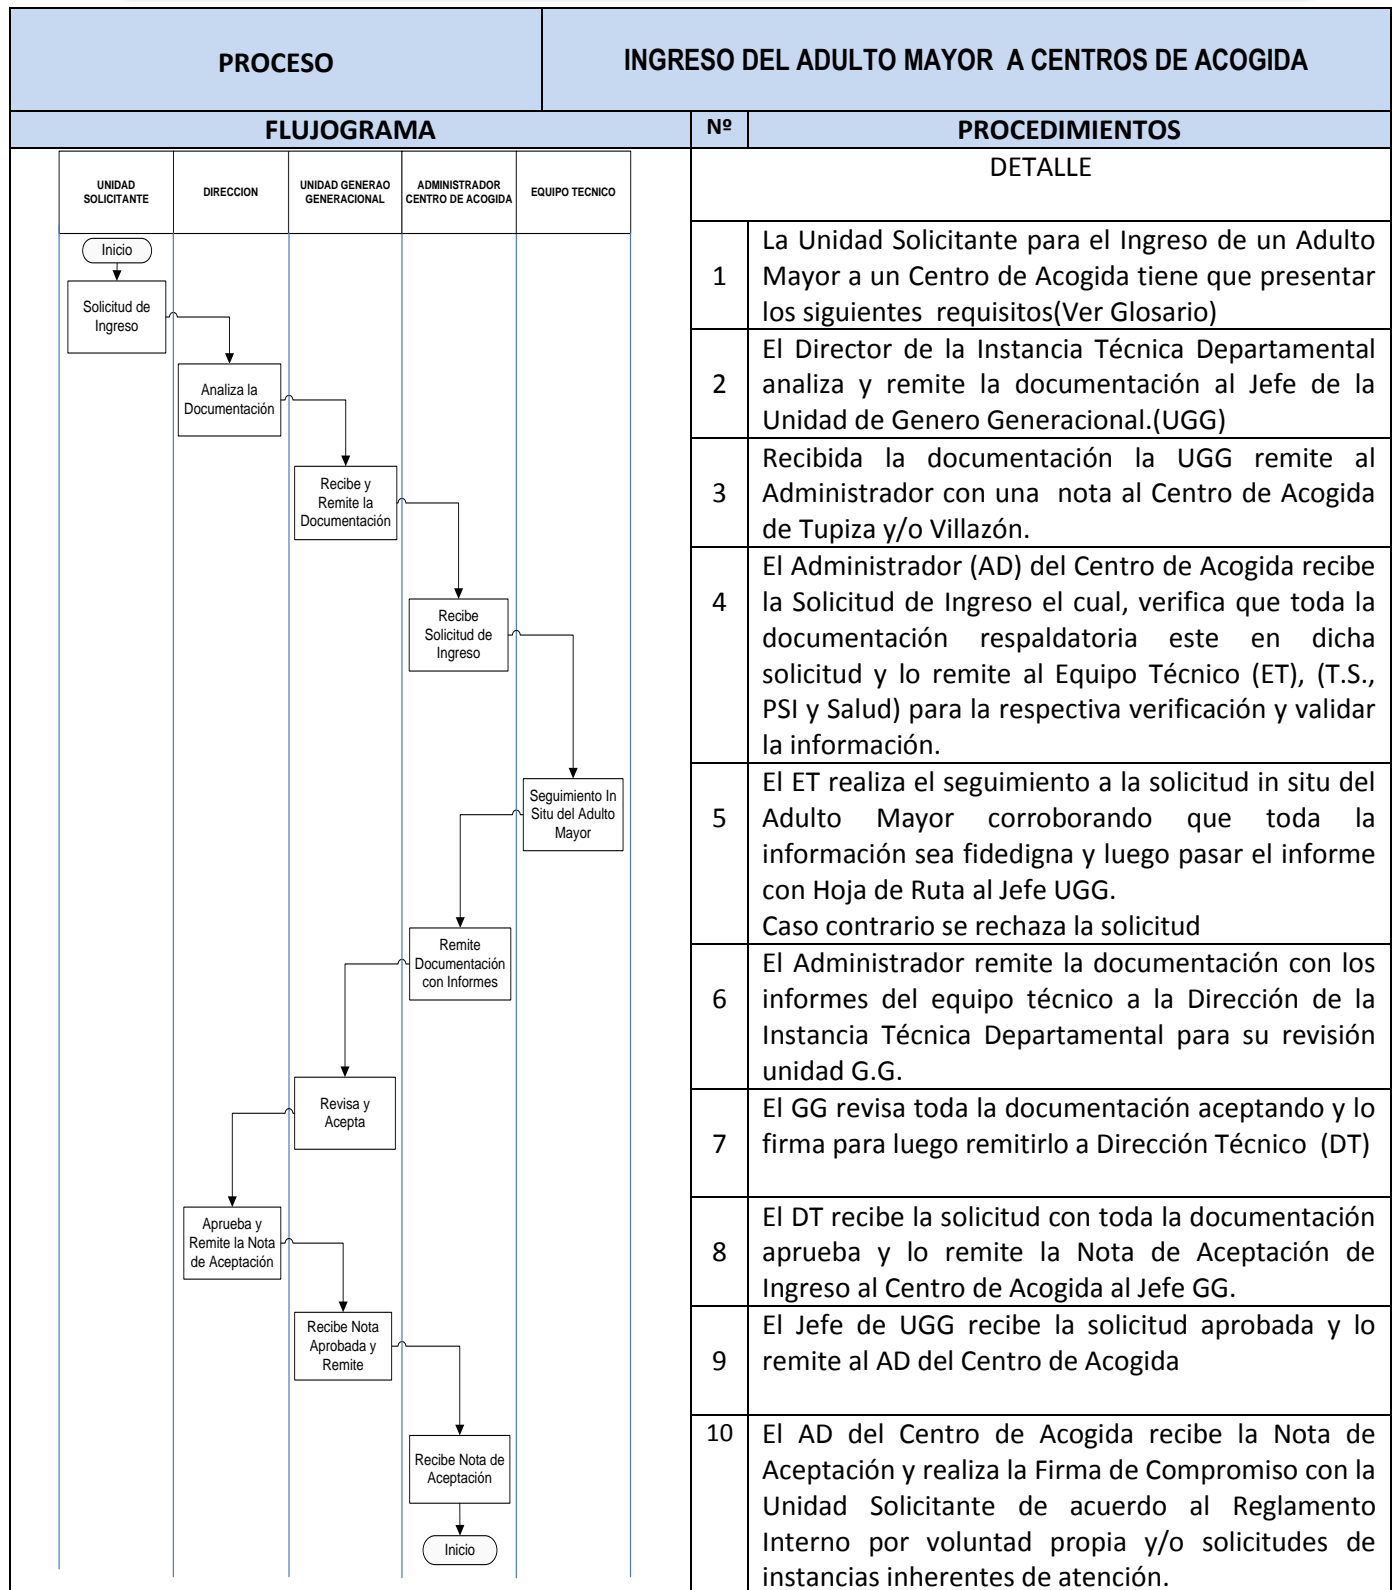 PROCESO
INGRESO DEL ADULTO MAYOR A CENTROS DE ACOGIDA
FLUJOGRAMA
Nº
PROCEDIMIENTOS
UNIDAD
SOLICITANTE
DIRECCION
UNIDAD GENERAO
GENERACIONAL
ADMINISTRADOR
CENTRO DE ACOGIDA
EQUIPO TECNICO
Inicio
Solicitud de
Ingreso
Analiza la
Documentación
Recibe y
Remite la
Documentación
Recibe
Solicitud de
Ingreso
Seguimiento In
Situ del Adulto
Mayor
Remite
Documentación
con Informes
Revisa y
Acepta
Aprueba y
Remite la Nota
de Aceptación
Recibe Nota
Aprobada y
Remite
Recibe Nota de
Aceptación
Inicio
DETALLE
1
La Unidad Solicitante para el Ingreso de un Adulto
Mayor a un Centro de Acogida tiene que presentar
los siguientes requisitos(Ver Glosario)
2
El Director de la Instancia Técnica Departamental
analiza y remite la documentación al Jefe de la
Unidad de Genero Generacional.(UGG)
3
Recibida la documentación la UGG remite al
Administrador con una nota al Centro de Acogida
de Tupiza y/o Villazón.
4
El Administrador (AD) del Centro de Acogida recibe
la Solicitud de Ingreso el cual, verifica que toda la
documentación respaldatoria este en dicha
solicitud y lo remite al Equipo Técnico (ET), (T.S.,
PSI y Salud) para la respectiva verificación y validar
la información.
5
El ET realiza el seguimiento a la solicitud in situ del
Adulto Mayor corroborando que toda la
información sea fidedigna y luego pasar el informe
con Hoja de Ruta al Jefe UGG.
Caso contrario se rechaza la solicitud
6
El Administrador remite la documentación con los
informes del equipo técnico a la Dirección de la
Instancia Técnica Departamental para su revisión
unidad G.G.
7
El GG revisa toda la documentación aceptando y lo
firma para luego remitirlo a Dirección Técnico (DT)
8
El DT recibe la solicitud con toda la documentación
aprueba y lo remite la Nota de Aceptación de
Ingreso al Centro de Acogida al Jefe GG.
9
El Jefe de UGG recibe la solicitud aprobada y lo
remite al AD del Centro de Acogida
10
El AD del Centro de Acogida recibe la Nota de
Aceptación y realiza la Firma de Compromiso con la
Unidad Solicitante de acuerdo al Reglamento
Interno por voluntad propia y/o solicitudes de
instancias inherentes de atención.